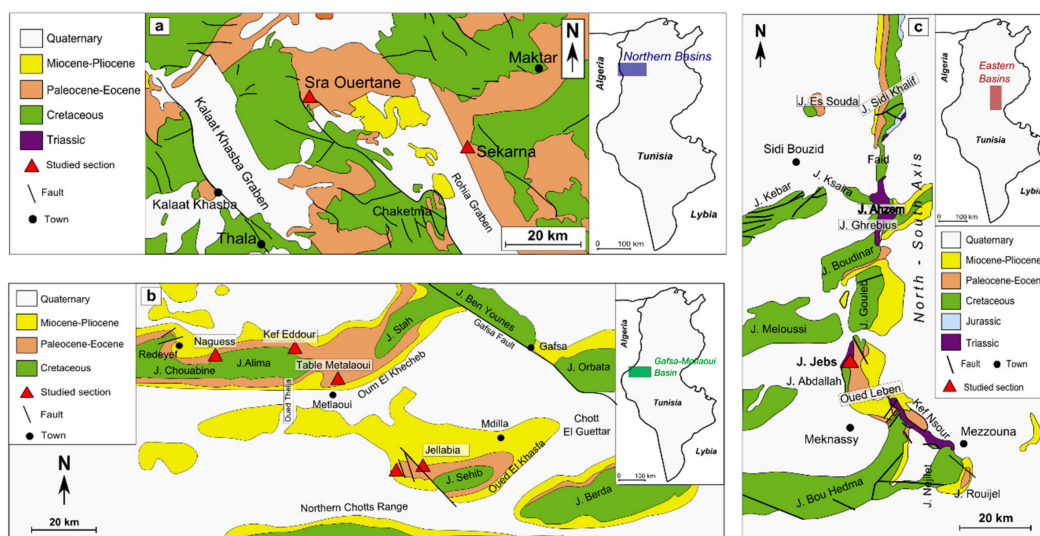 a
Quaternary
Miocene-Pliocene
Paleocene-Eocene
Cretaceous
Triassic
Studied section
Fault
Town
Kalaat Khasba Graben
Sra Ouertane
Maktar
N
Sekarna
Rohia Graben
Kalaat Khasba
Thala
Chaketma
20 km
Algeria
Northern Basins
Tunisia
Lybia
100 km
b
Quaternary
Miocene-Pliocene
Paleocene-Eocene
Cretaceous
Fault
Studied section
Town
N
20 km
Redeyef
Naguess
Kef Eddour
J. Chouabine
J.Alima
Table Metalaoui
J. Stah
J. Ben Younes
Gafsa Fault
Gafsa
J. Orbata
Oued Thelja
Metlaoui
Oum El Khecheb
Mdilla
Chott
El Guettar
Jellabia
J. Sehib
Oued El Khasfa
J. Berda
Northern Chotts Range
Algeria
Gafsa-Metlaoui
Basin
Tunisia
Lybia
100 km
c
N
J. Es Souda
J. Sidi Khalif
Sidi Bouzid
Faid
J. Kebar
J. Ksaira
J. Ahzem
J. Ghrebius
J. Boudinar
J. Gouleb
North - South Axis
J. Meloussi
J. Jebs
J. Abdallah
Oued Leben
Kef Nsour
Meknassy
Mezzouna
J. Bou Hedma
J. Nejilet
J. Rouijel
20 km
Algeria
Eastern
Basins
Tunisia
Lybia
100 km
Quaternary
Miocene-Pliocene
Paleocene-Eocene
Cretaceous
Jurassic
Triassic
Fault
Town
Studied section